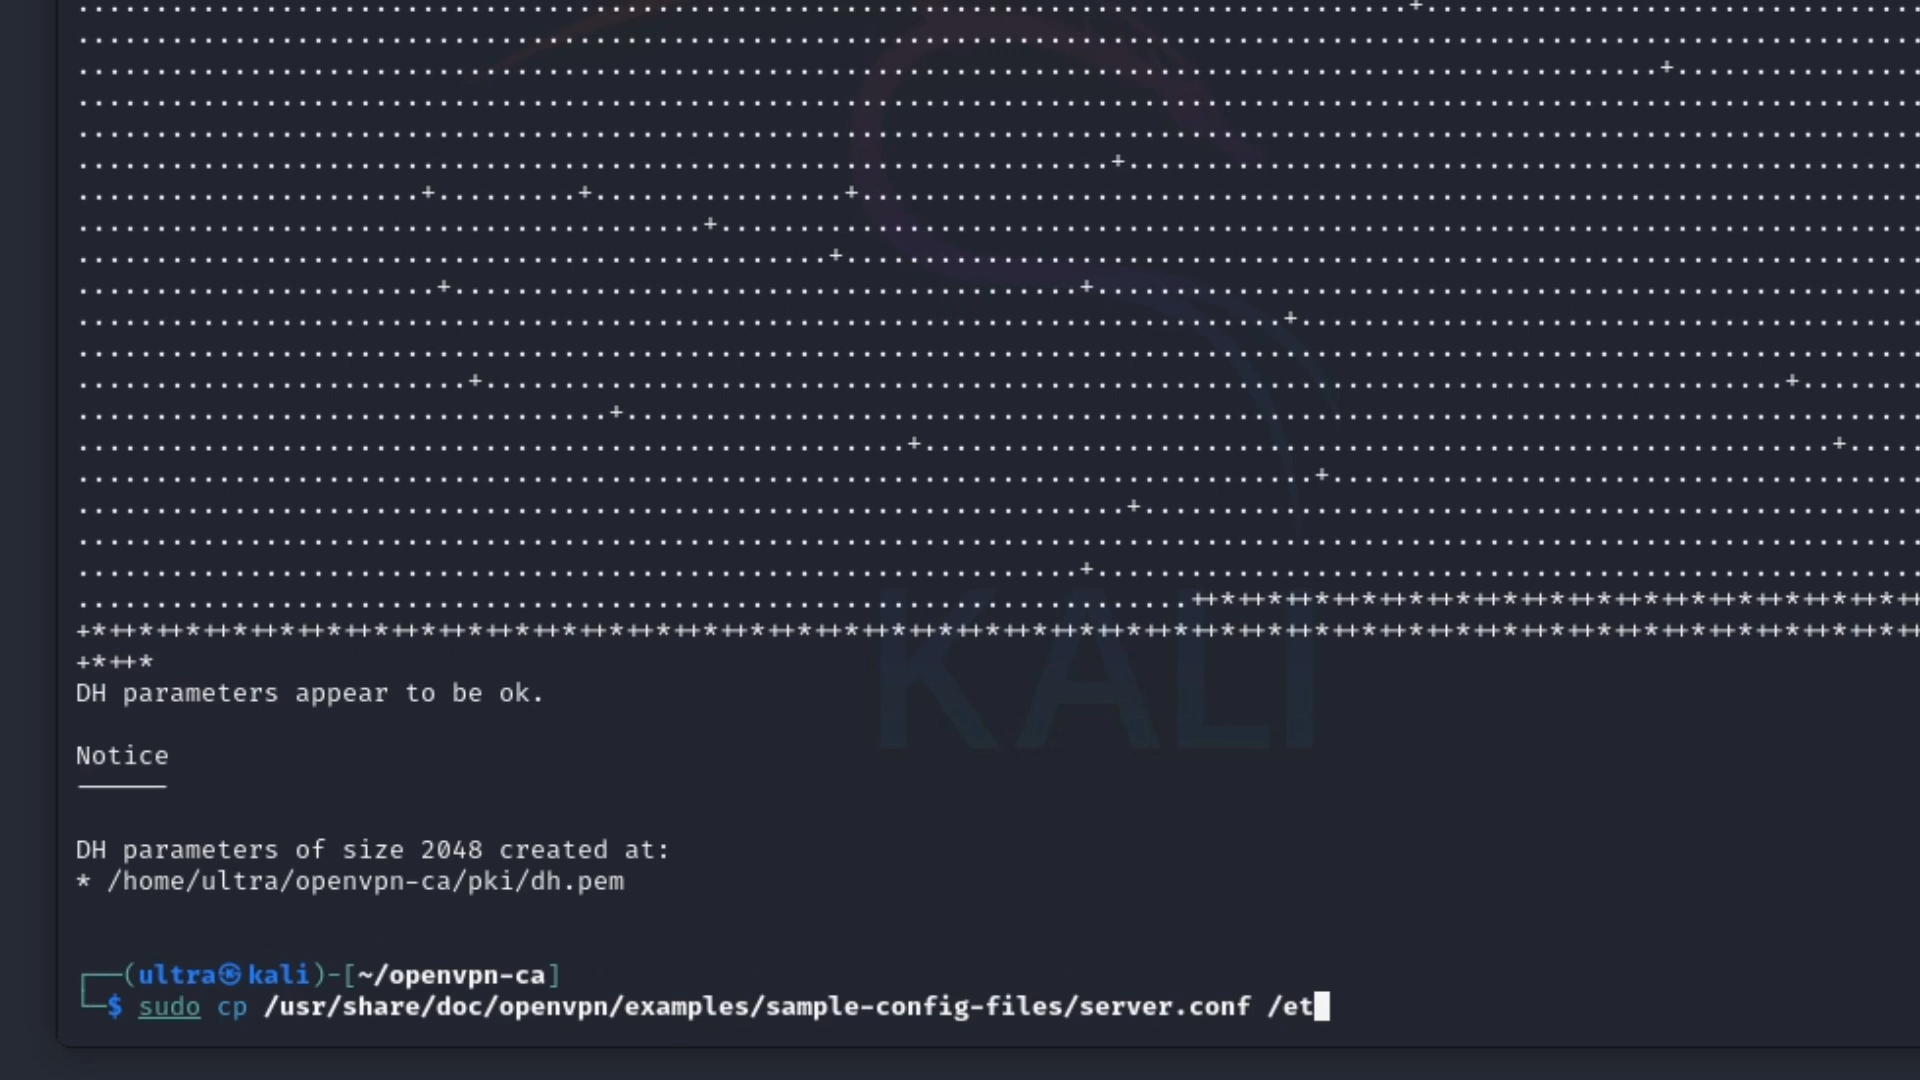 +*++*
DH parameters appear to be ok.
Notice
------
DH parameters of size 2048 created at:
* /home/ultra/openvpn-ca/pki/dh.pem
┌──(ultra㉿kali)-[~/openvpn-ca]
└─$ sudo cp /usr/share/doc/openvpn/examples/sample-config-files/server.conf /et
KALI